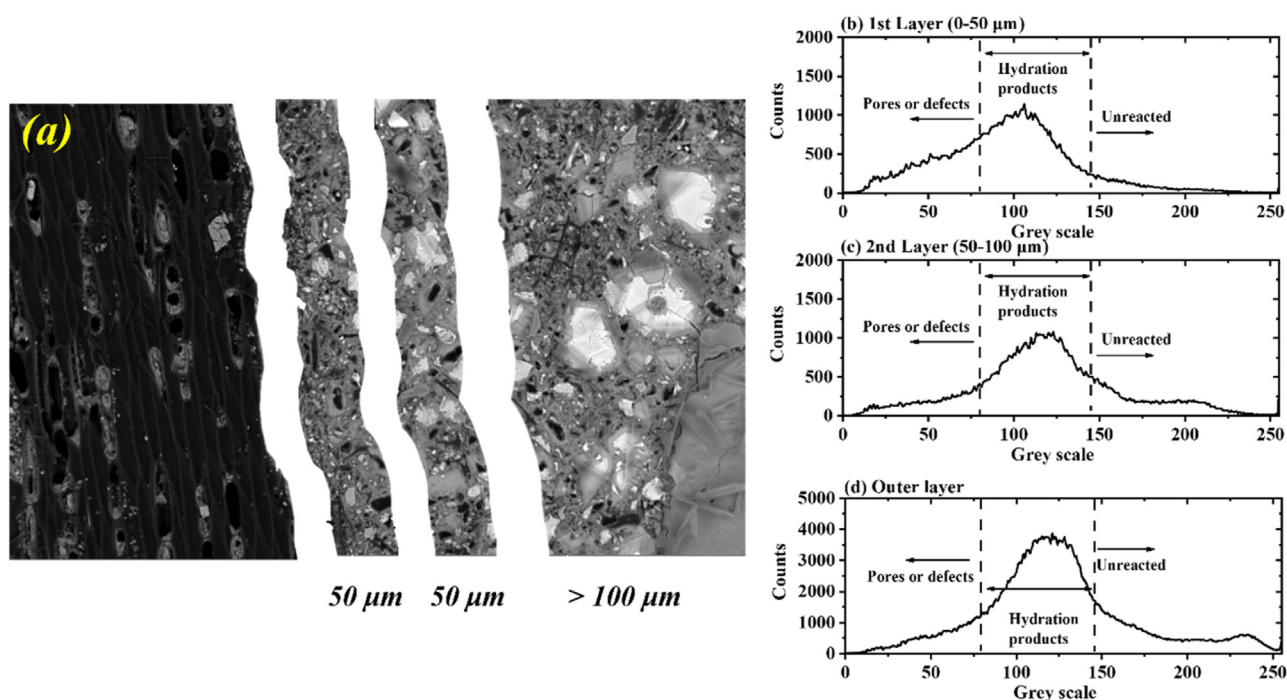 (a)
50 μm
50 μm
> 100 μm
(b) 1st Layer (0-50 μm)
2000
1500
1000
500
0
Counts
Pores or defects
Hydration
products
Unreacted
0
50
100
150
200
250
Grey scale
(c) 2nd Layer (50-100 μm)
2000
1500
1000
500
0
Counts
Pores or defects
Hydration
products
Unreacted
0
50
100
150
200
250
Grey scale
(d) Outer layer
5000
4000
3000
2000
1000
0
Counts
Pores or defects
Hydration
products
Unreacted
0
50
100
150
200
250
Grey scale